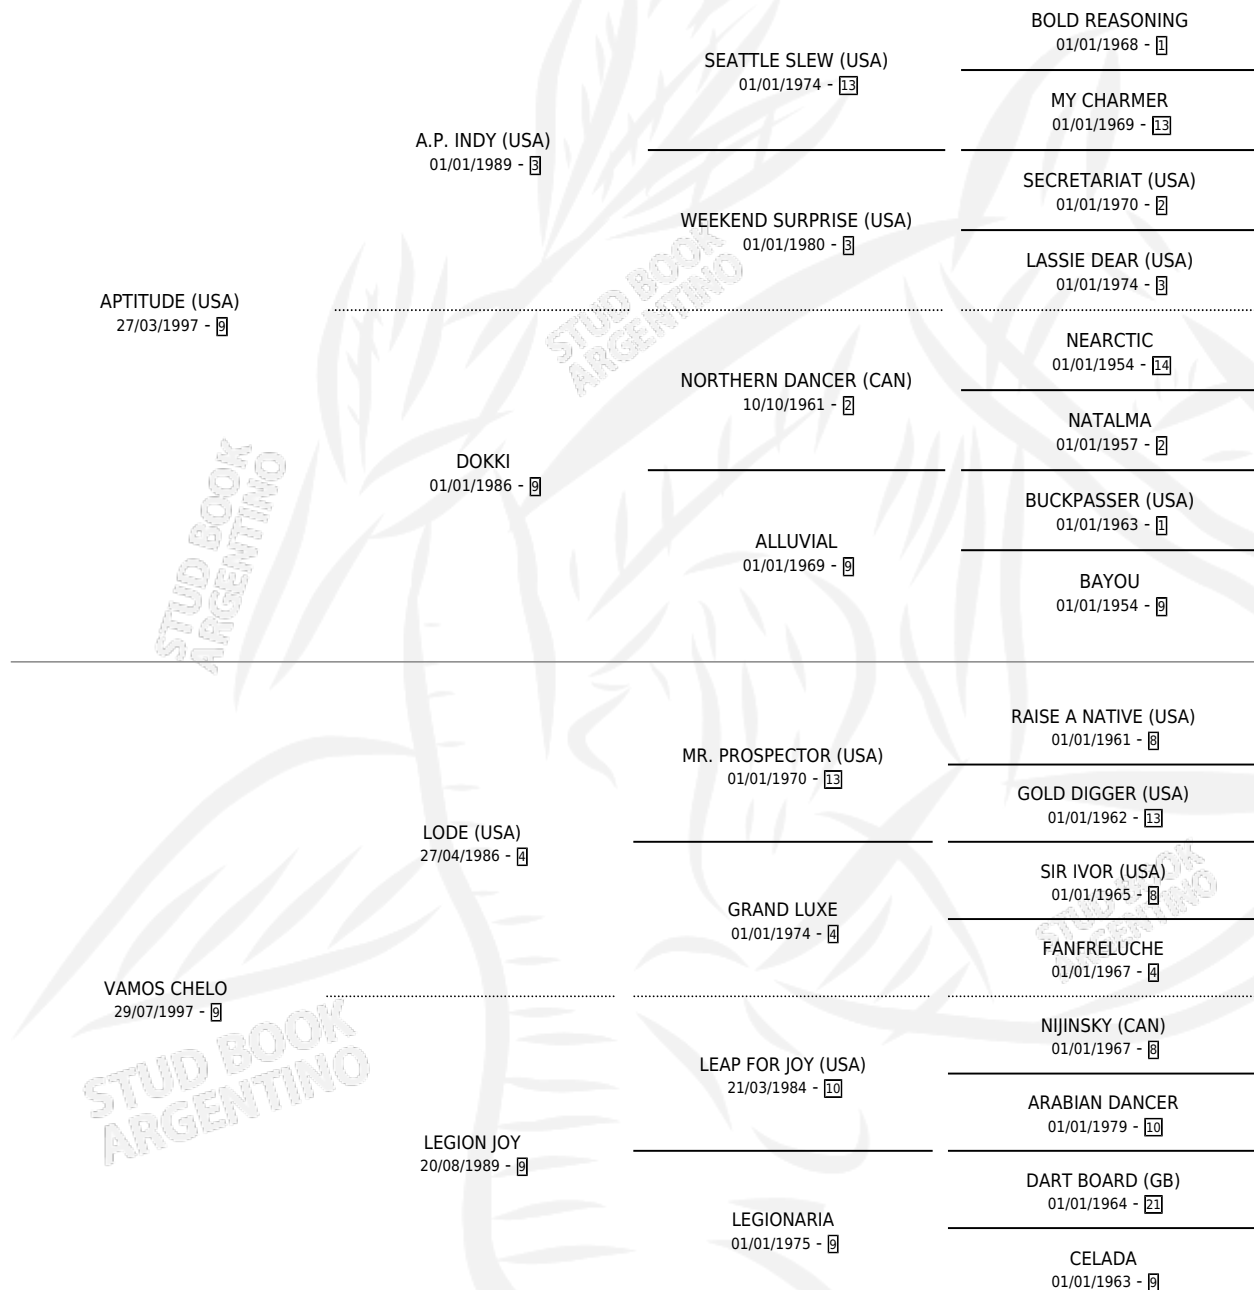 BOLD REASONING
01/01/1968 - 1
SEATTLE SLEW (USA)
01/01/1974 - 13
MY CHARMER
01/01/1969 - 13
A.P. INDY (USA)
01/01/1989 - 3
SECRETARIAT (USA)
01/01/1970 - 2
WEEKEND SURPRISE (USA)
01/01/1980 - 3
LASSIE DEAR (USA)
01/01/1974 - 3
APTITUDE (USA)
27/03/1997 - 9
NEARCTIC
01/01/1954 - 14
NORTHERN DANCER (CAN)
10/10/1961 - 2
NATALMA
01/01/1957 - 2
DOKKI
01/01/1986 - 9
BUCKPASSER (USA)
01/01/1963 - 1
ALLUVIAL
01/01/1969 - 9
BAYOU
01/01/1954 - 9
STUD BOOK
ARGENTINO
STUD BOOK
ARGENTINO
RAISE A NATIVE (USA)
01/01/1961 - 8
MR. PROSPECTOR (USA)
01/01/1970 - 13
GOLD DIGGER (USA)
01/01/1962 - 13
LODE (USA)
27/04/1986 - 4
SIR IVOR (USA)
01/01/1965 - 8
GRAND LUXE
01/01/1974 - 4
FANFRELUCHE
01/01/1967 - 4
VAMOS CHELO
29/07/1997 - 9
NIJINSKY (CAN)
01/01/1967 - 8
LEAP FOR JOY (USA)
21/03/1984 - 10
ARABIAN DANCER
01/01/1979 - 10
LEGION JOY
20/08/1989 - 9
DART BOARD (GB)
01/01/1964 - 21
LEGIONARIA
01/01/1975 - 9
CELADA
01/01/1963 - 9
STUD BOOK
ARGENTINO
STUD BOOK
ARGENTINO